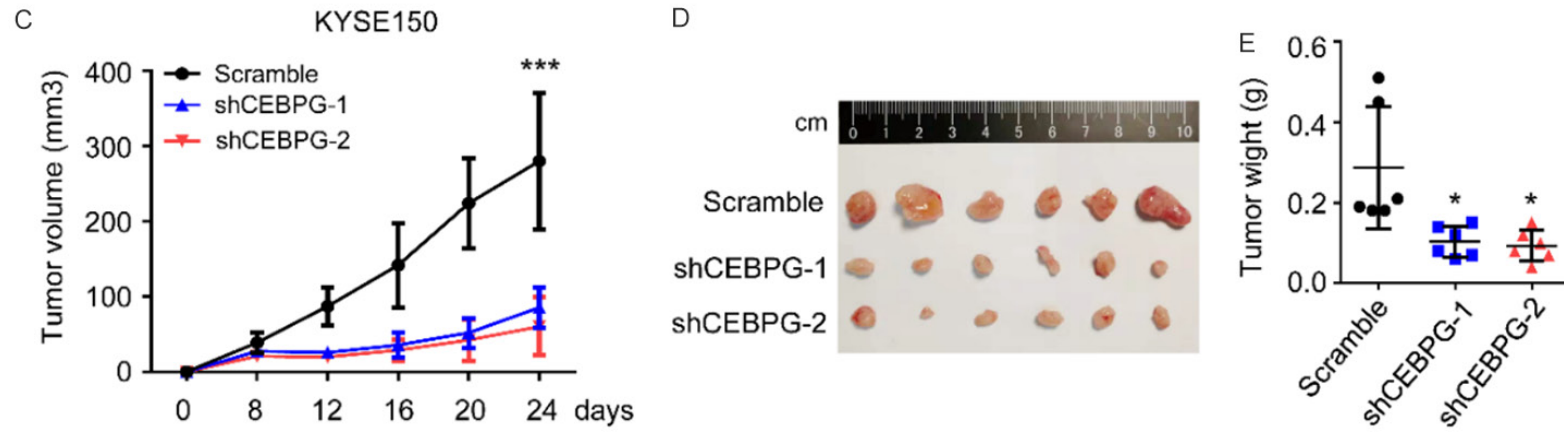 C
KYSE150
Tumor volume (mm3)
400
300
200
100
0
Scramble
shCEBPG-1
shCEBPG-2
***
0 8 12 16 20 24 days
D
cm
0 1 2 3 4 5 6 7 8 9 10
Scramble
shCEBPG-1
shCEBPG-2
E
Tumor wight (g)
0.6
0.4
0.2
0.0
* *
Scramble
shCEBPG-1
shCEBPG-2